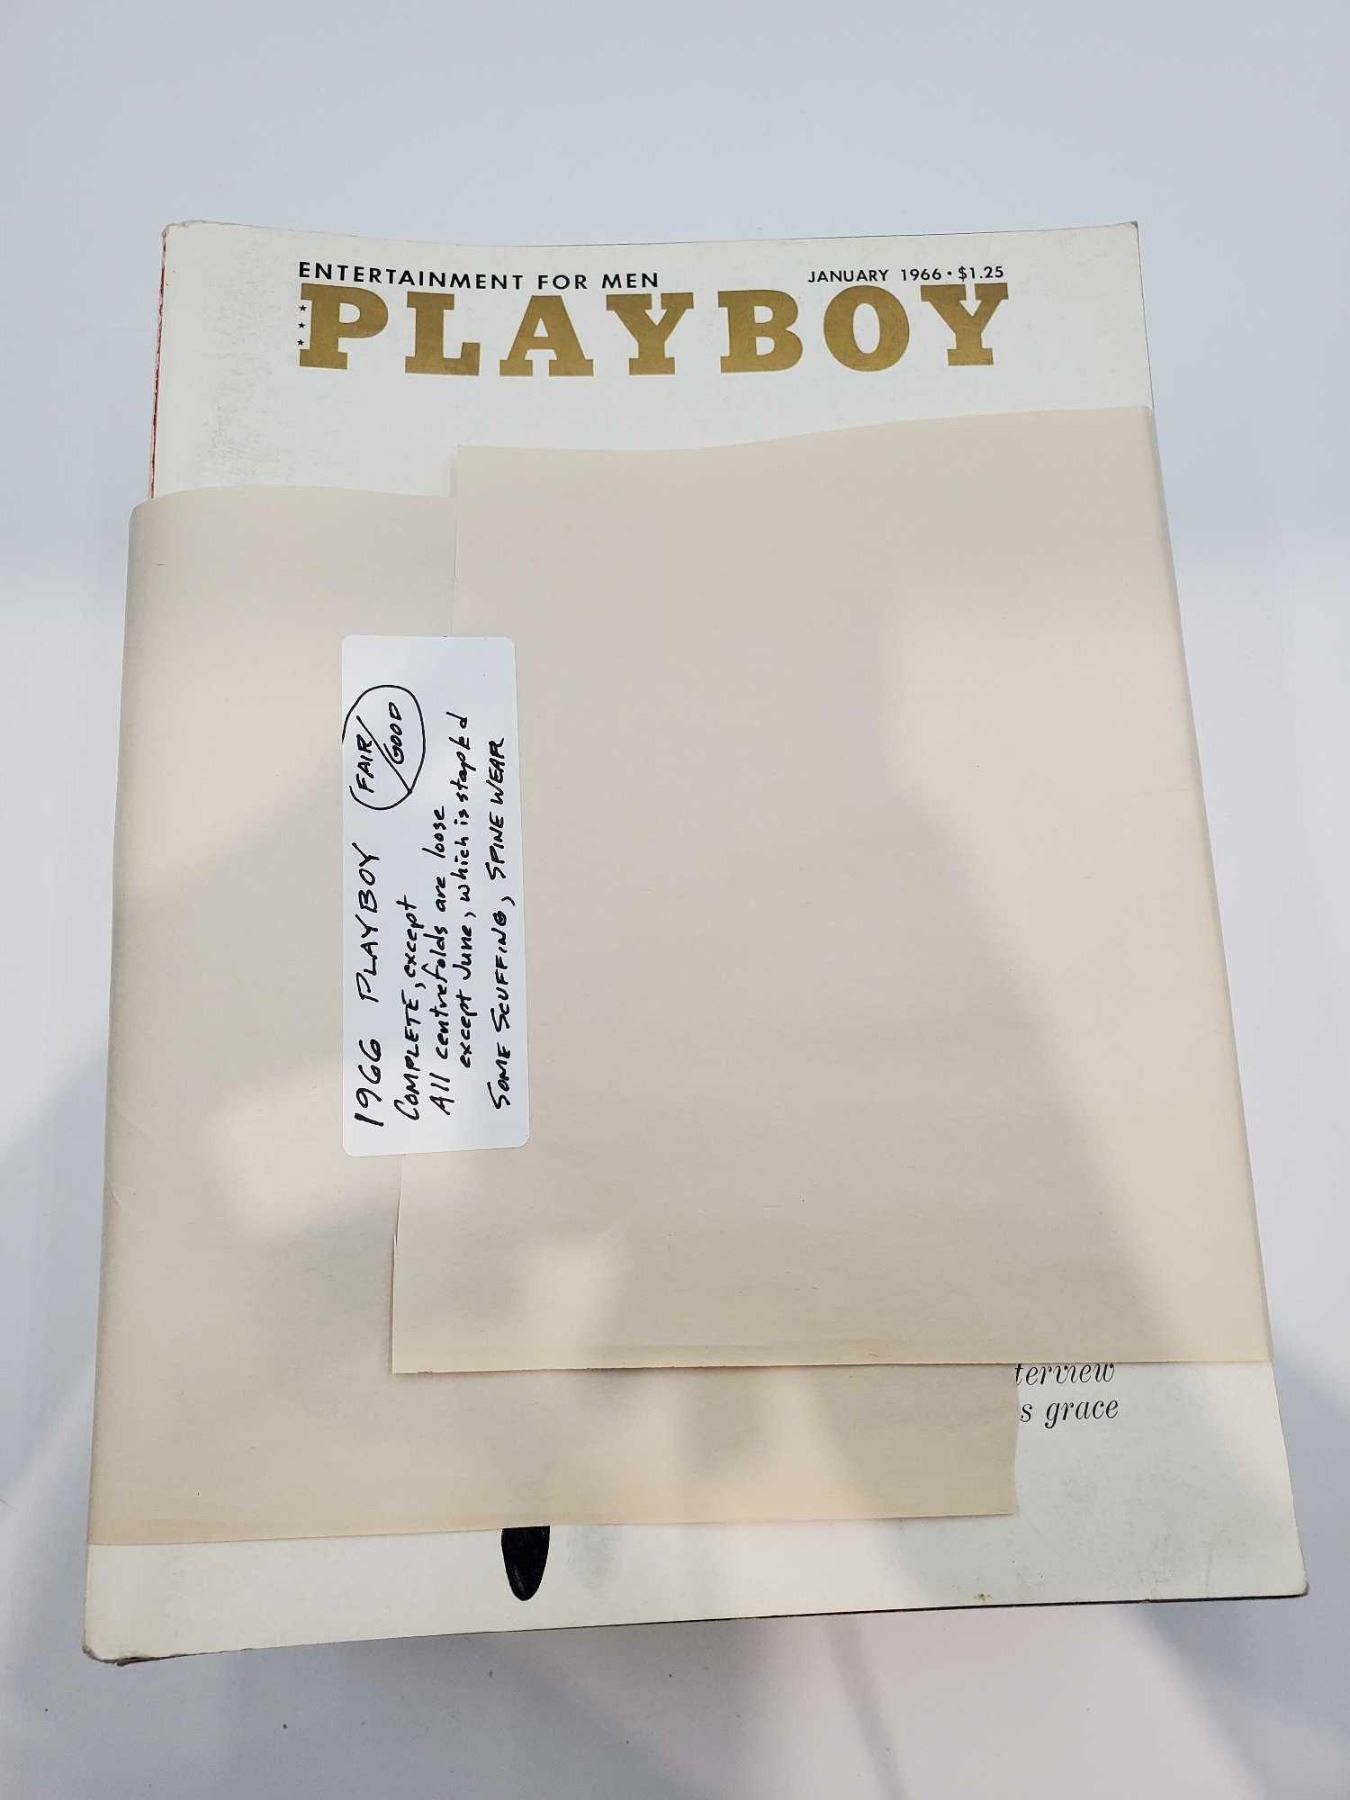 ENTERTAINMENT FOR MEN
JANUARY 1966 • $1.25
PLAYBOY
1966 PLAYBOY FAIR/GOOD
COMPLETE, except
All centrefolds are loose
except June, which is stapled
SOME SCUFFING, SPINE WEAR
terview
s grace